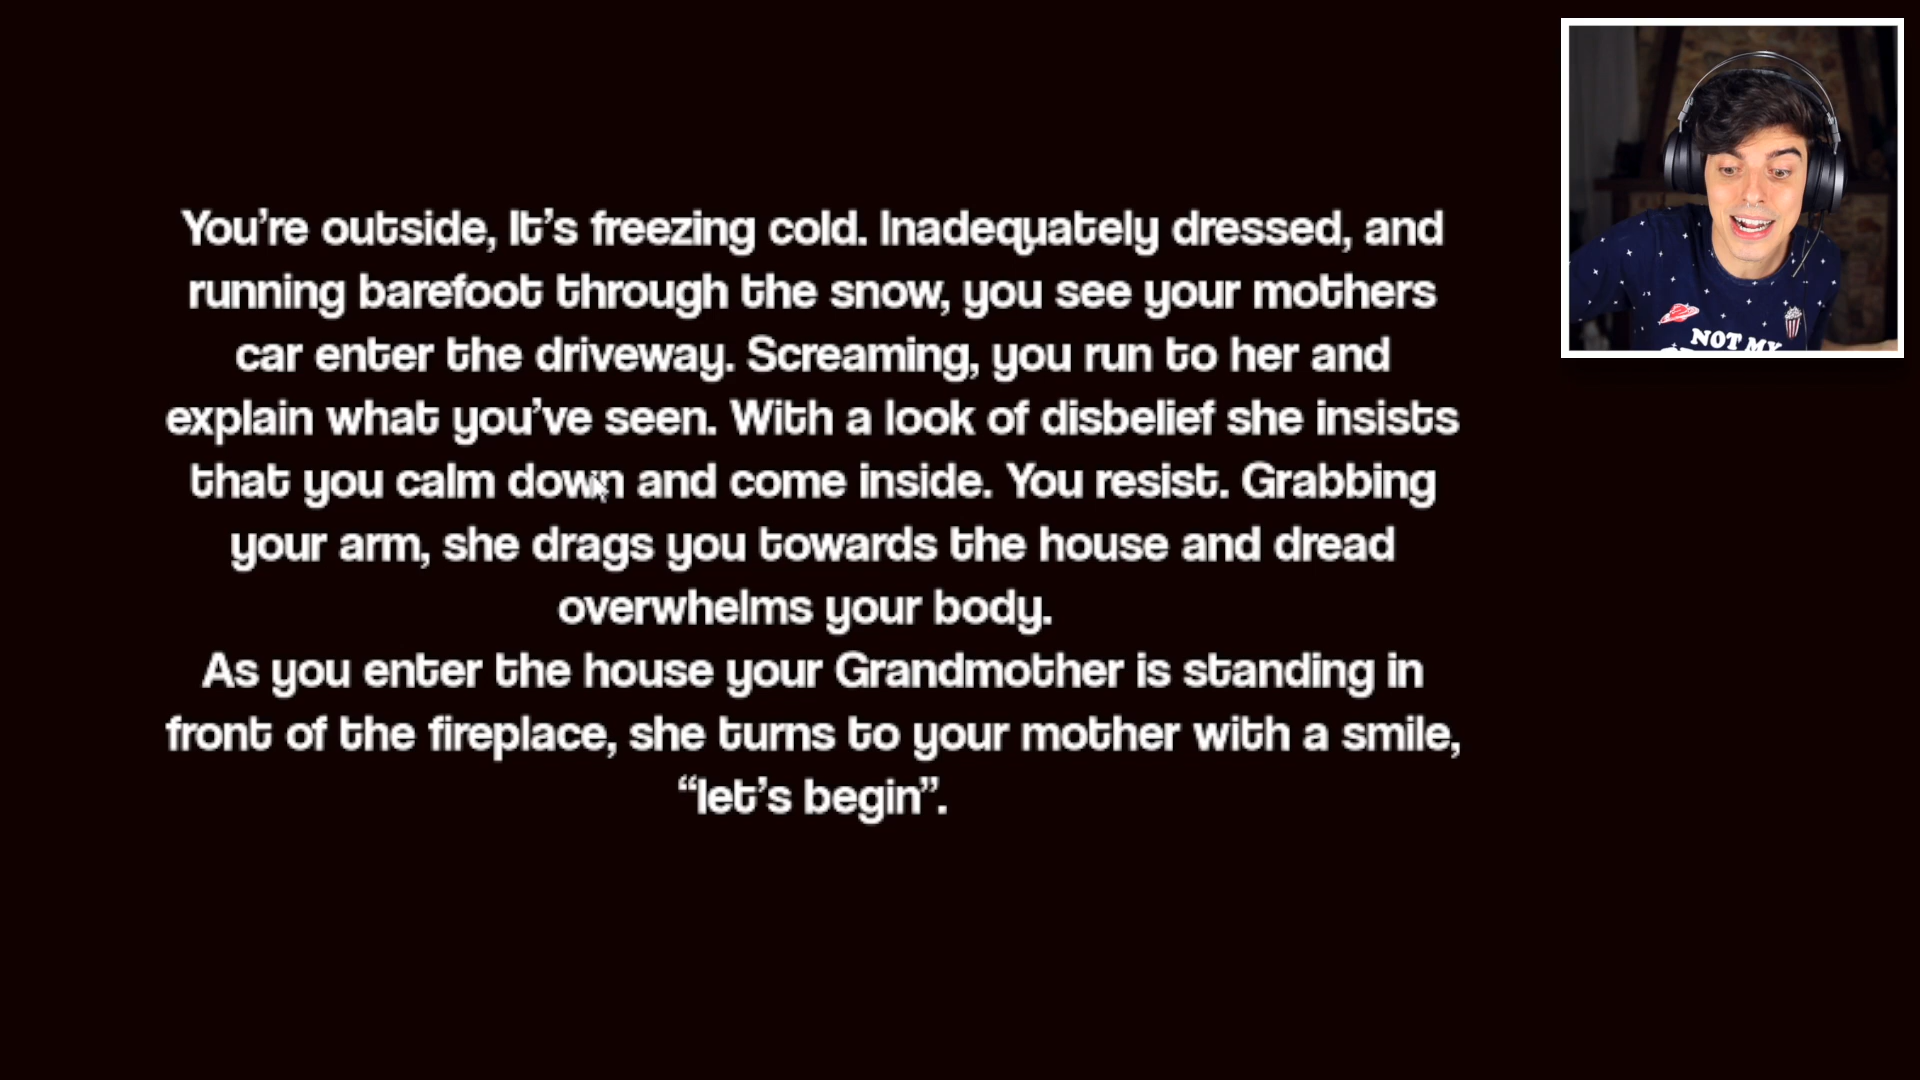 You’re outside, It’s freezing cold. Inadequately dressed, and
running barefoot through the snow, you see your mothers
car enter the driveway. Screaming, you run to her and
explain what you’ve seen. With a look of disbelief she insists
that you calm down and come inside. You resist. Grabbing
your arm, she drags you towards the house and dread
overwhelms your body.
As you enter the house your Grandmother is standing in
front of the fireplace, she turns to your mother with a smile,
“let’s begin”.
NOT MY